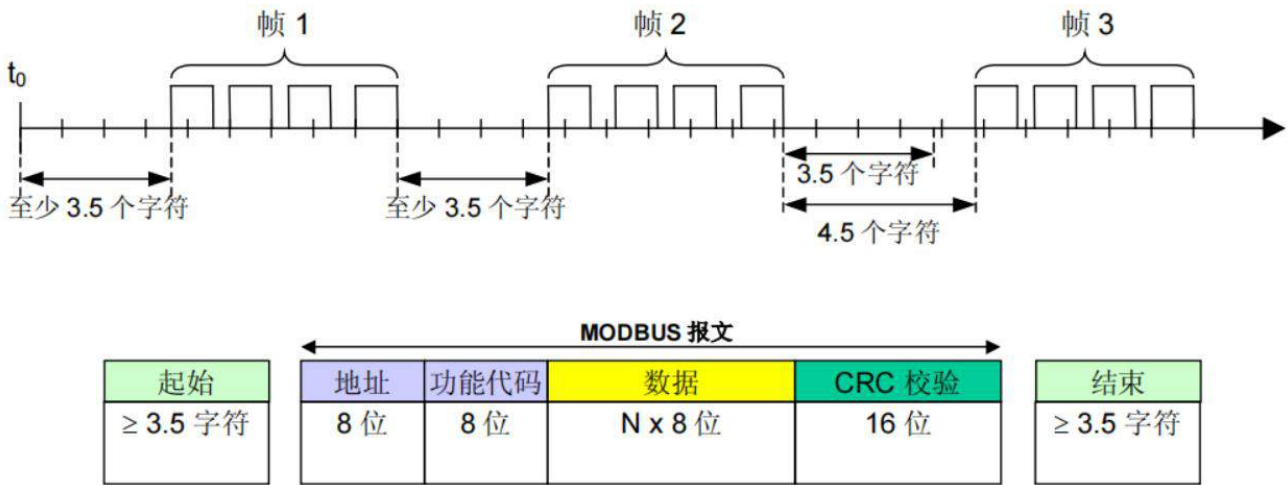 帧 1 帧 2 帧 3
t0
3.5 个字符
至少 3.5 个字符 至少 3.5 个字符
4.5 个字符
MODBUS 报文
起始 地址 功能代码 数据 CRC 校验 结束
≥ 3.5 字符 8 位 8 位 N x 8 位 16 位 ≥ 3.5 字符